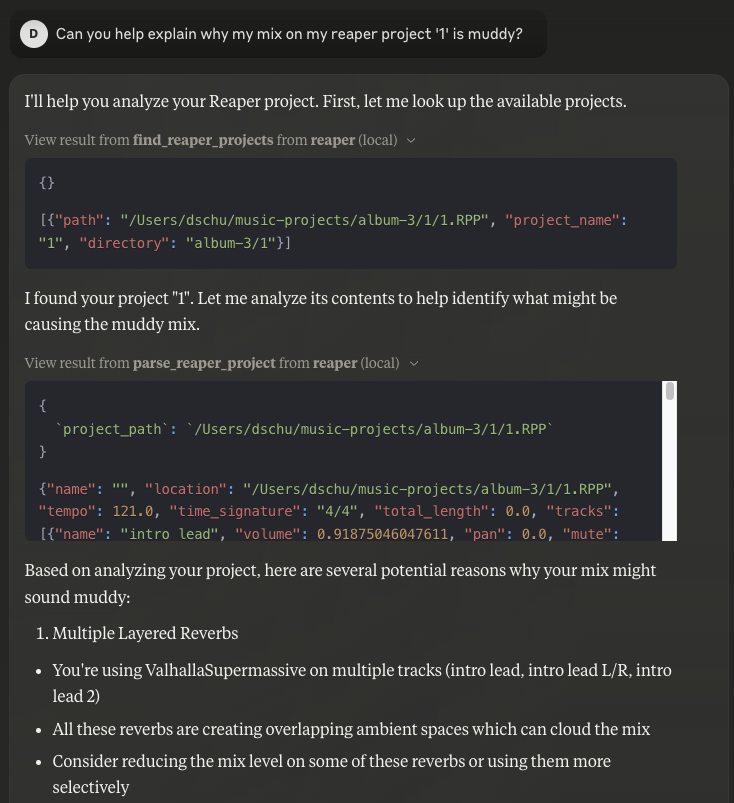 D Can you help explain why my mix on my reaper project '1' is muddy?
I'll help you analyze your Reaper project. First, let me look up the available projects.
View result from find_reaper_projects from reaper (local)
{}
[{"path": "/Users/dschu/music-projects/album-3/1/1.RPP", "project_name":
"1", "directory": "album-3/1"}]
I found your project "1". Let me analyze its contents to help identify what might be
causing the muddy mix.
View result from parse_reaper_project from reaper (local)
{
`project_path`: `/Users/dschu/music-projects/album-3/1/1.RPP`
}
{"name": "", "location": "/Users/dschu/music-projects/album-3/1/1.RPP",
"tempo": 121.0, "time_signature": "4/4", "total_length": 0.0, "tracks":
[{"name": "intro lead", "volume": 0.91875046047611, "pan": 0.0, "mute":
Based on analyzing your project, here are several potential reasons why your mix might
sound muddy:
1. Multiple Layered Reverbs
• You're using ValhallaSupermassive on multiple tracks (intro lead, intro lead L/R, intro
lead 2)
• All these reverbs are creating overlapping ambient spaces which can cloud the mix
• Consider reducing the mix level on some of these reverbs or using them more
selectively